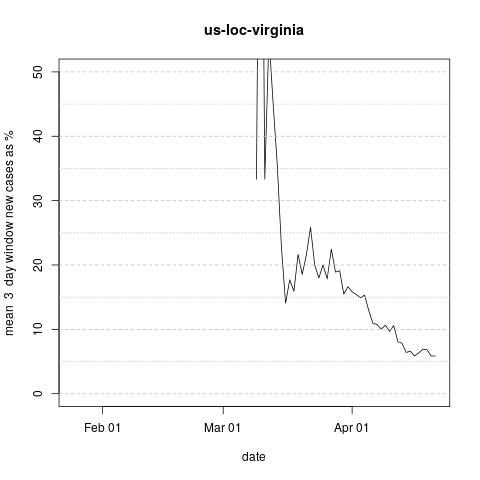 us-loc-virginia
mean 3 day window new cases as %
50
40
30
20
10
0
Feb 01
Mar 01
Apr 01
date